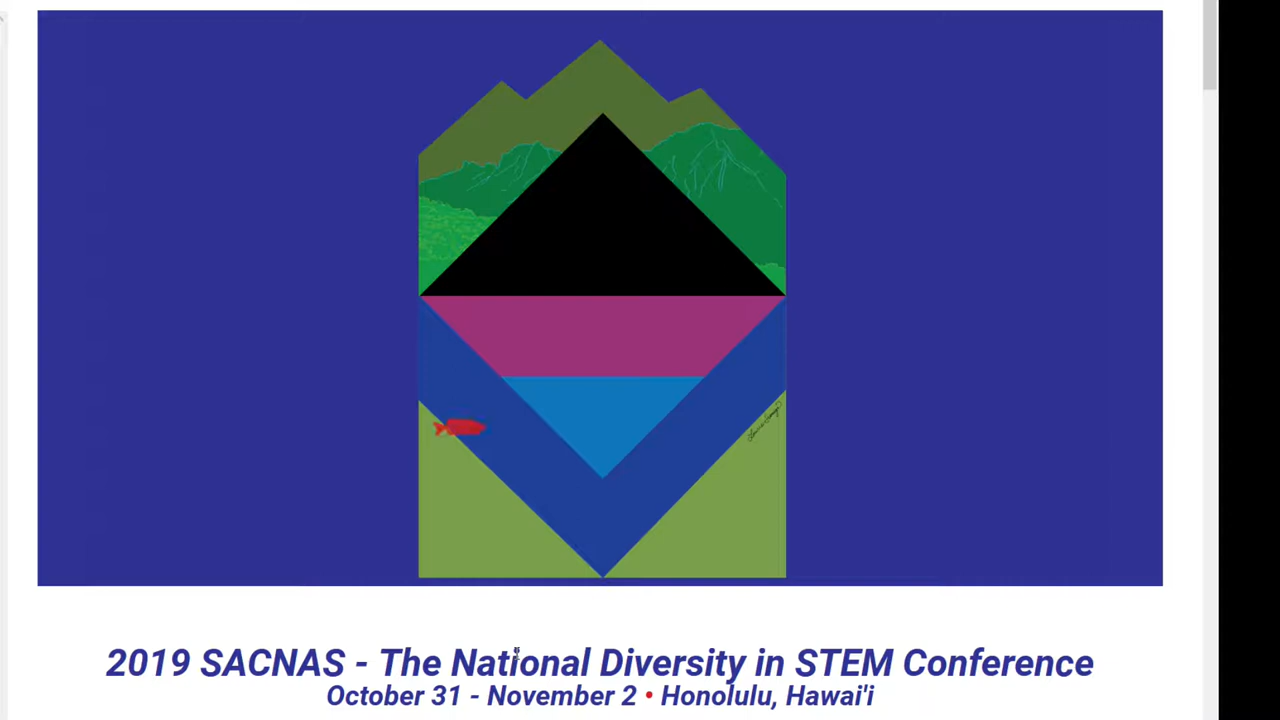 2019 SACNAS - The National Diversity in STEM Conference
October 31 - November 2 • Honolulu, Hawai'i